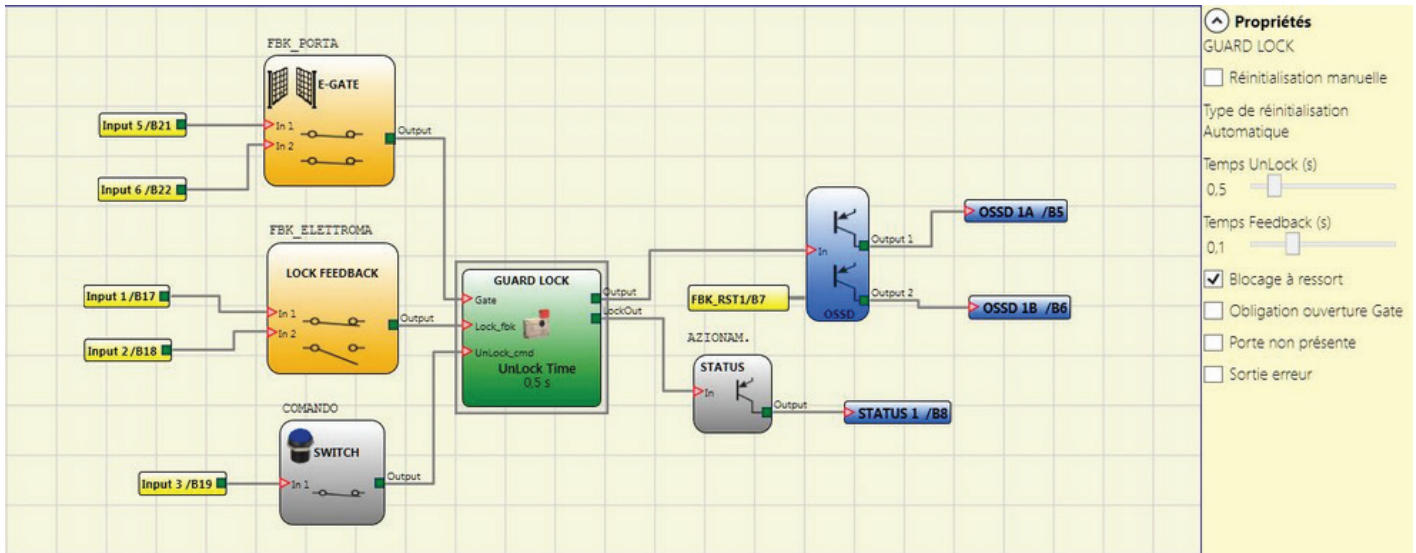 FBK_PORTA
E-GATE
Input 5 /B21
In 1
Output
In 2
Input 6 /B22
FBK_ELETTROMA
LOCK FEEDBACK
Input 1 /B17
In 1
In 2
Output
Input 2 /B18
GUARD LOCK
Gate
Output
LockOut
Lock_fbk
UnLock_cmd
UnLock Time
0,5 s
COMANDO
SWITCH
Input 3 /B19
In 1
Output
In
Output 1
OSSD 1A /B5
FBK_RST1/B7
Output 2
OSSD 1B /B6
OSSD
AZIONAM.
STATUS
In
Output
STATUS 1 /B8
Propriétés
GUARD LOCK
Réinitialisation manuelle
Type de réinitialisation
Automatique
Temps UnLock (s)
0,5
Temps Feedback (s)
0,1
Blocage à ressort
Obligation ouverture Gate
Porte non présente
Sortie erreur